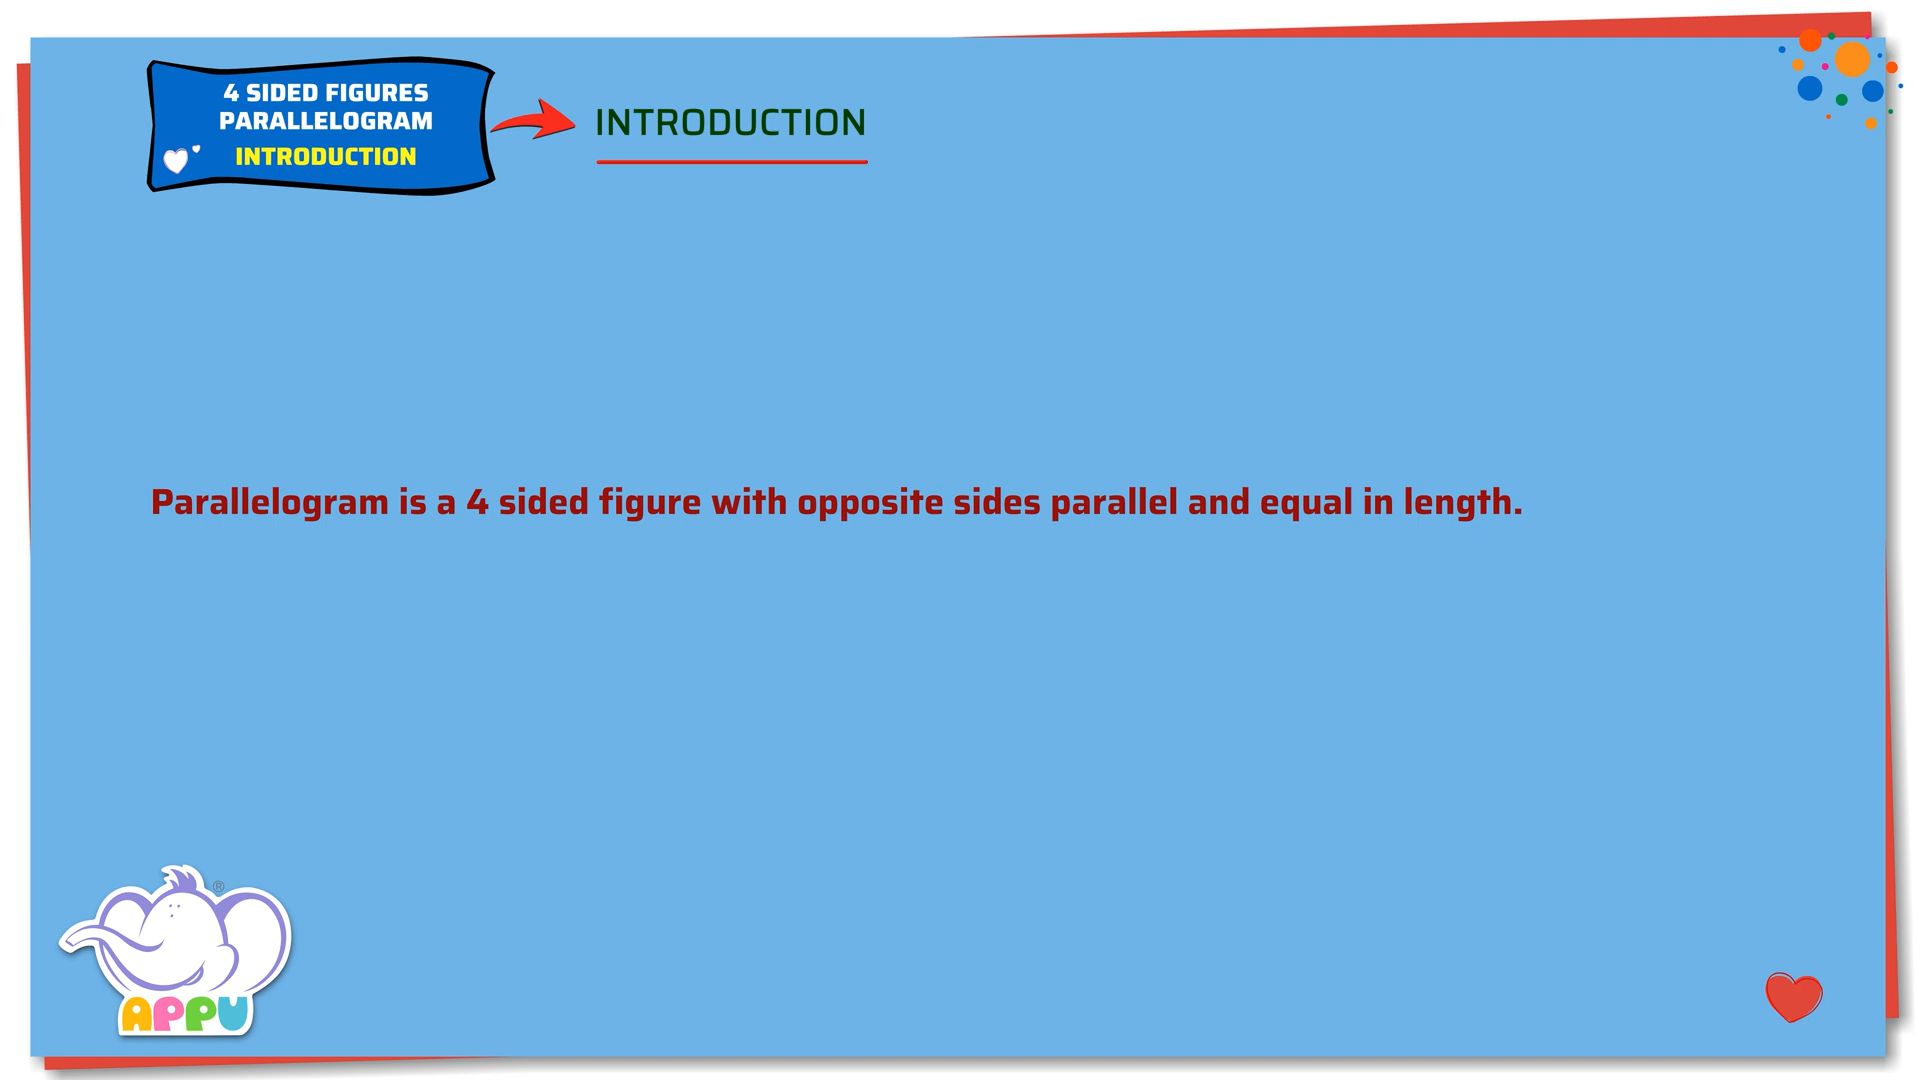 4 SIDED FIGURES
PARALLELOGRAM
INTRODUCTION
INTRODUCTION
Parallelogram is a 4 sided figure with opposite sides parallel and equal in length.
®
APPU